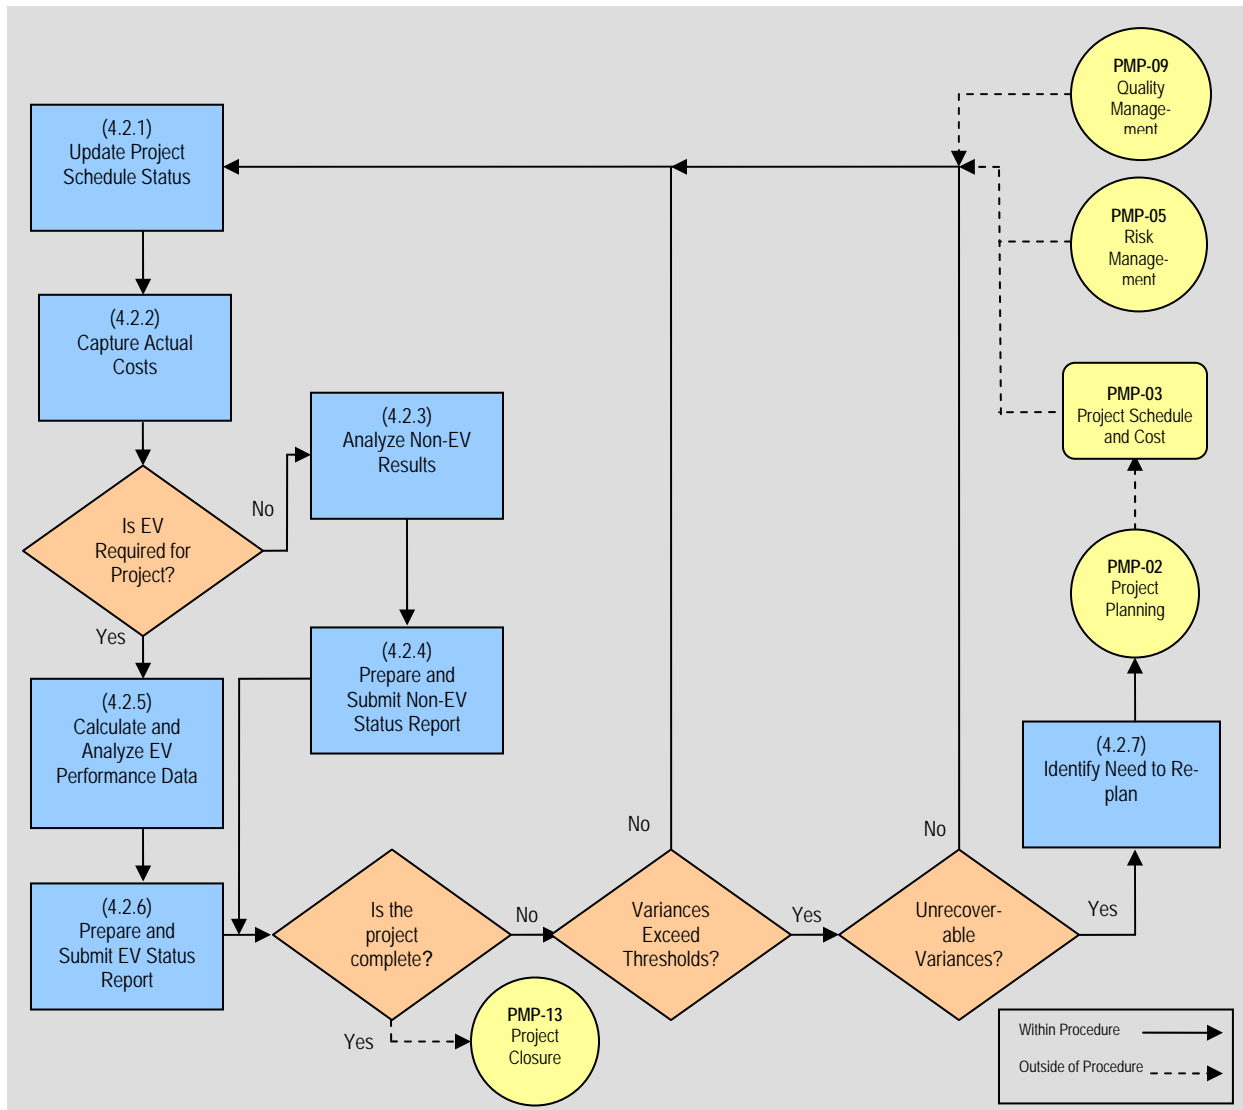 (4.2.1)
Update Project
Schedule Status
(4.2.2)
Capture Actual
Costs
Is EV
Required for
Project?
No
Yes
(4.2.3)
Analyze Non-EV
Results
(4.2.4)
Prepare and
Submit Non-EV
Status Report
(4.2.5)
Calculate and
Analyze EV
Performance Data
(4.2.6)
Prepare and
Submit EV Status
Report
Is the
project
complete?
No
Yes
PMP-13
Project
Closure
Variances
Exceed
Thresholds?
No
Yes
Unrecover-
able
Variances?
No
Yes
(4.2.7)
Identify Need to Re-
plan
PMP-02
Project
Planning
PMP-03
Project Schedule
and Cost
PMP-05
Risk
Manage-
ment
PMP-09
Quality
Manage-
ment
Within Procedure
Outside of Procedure